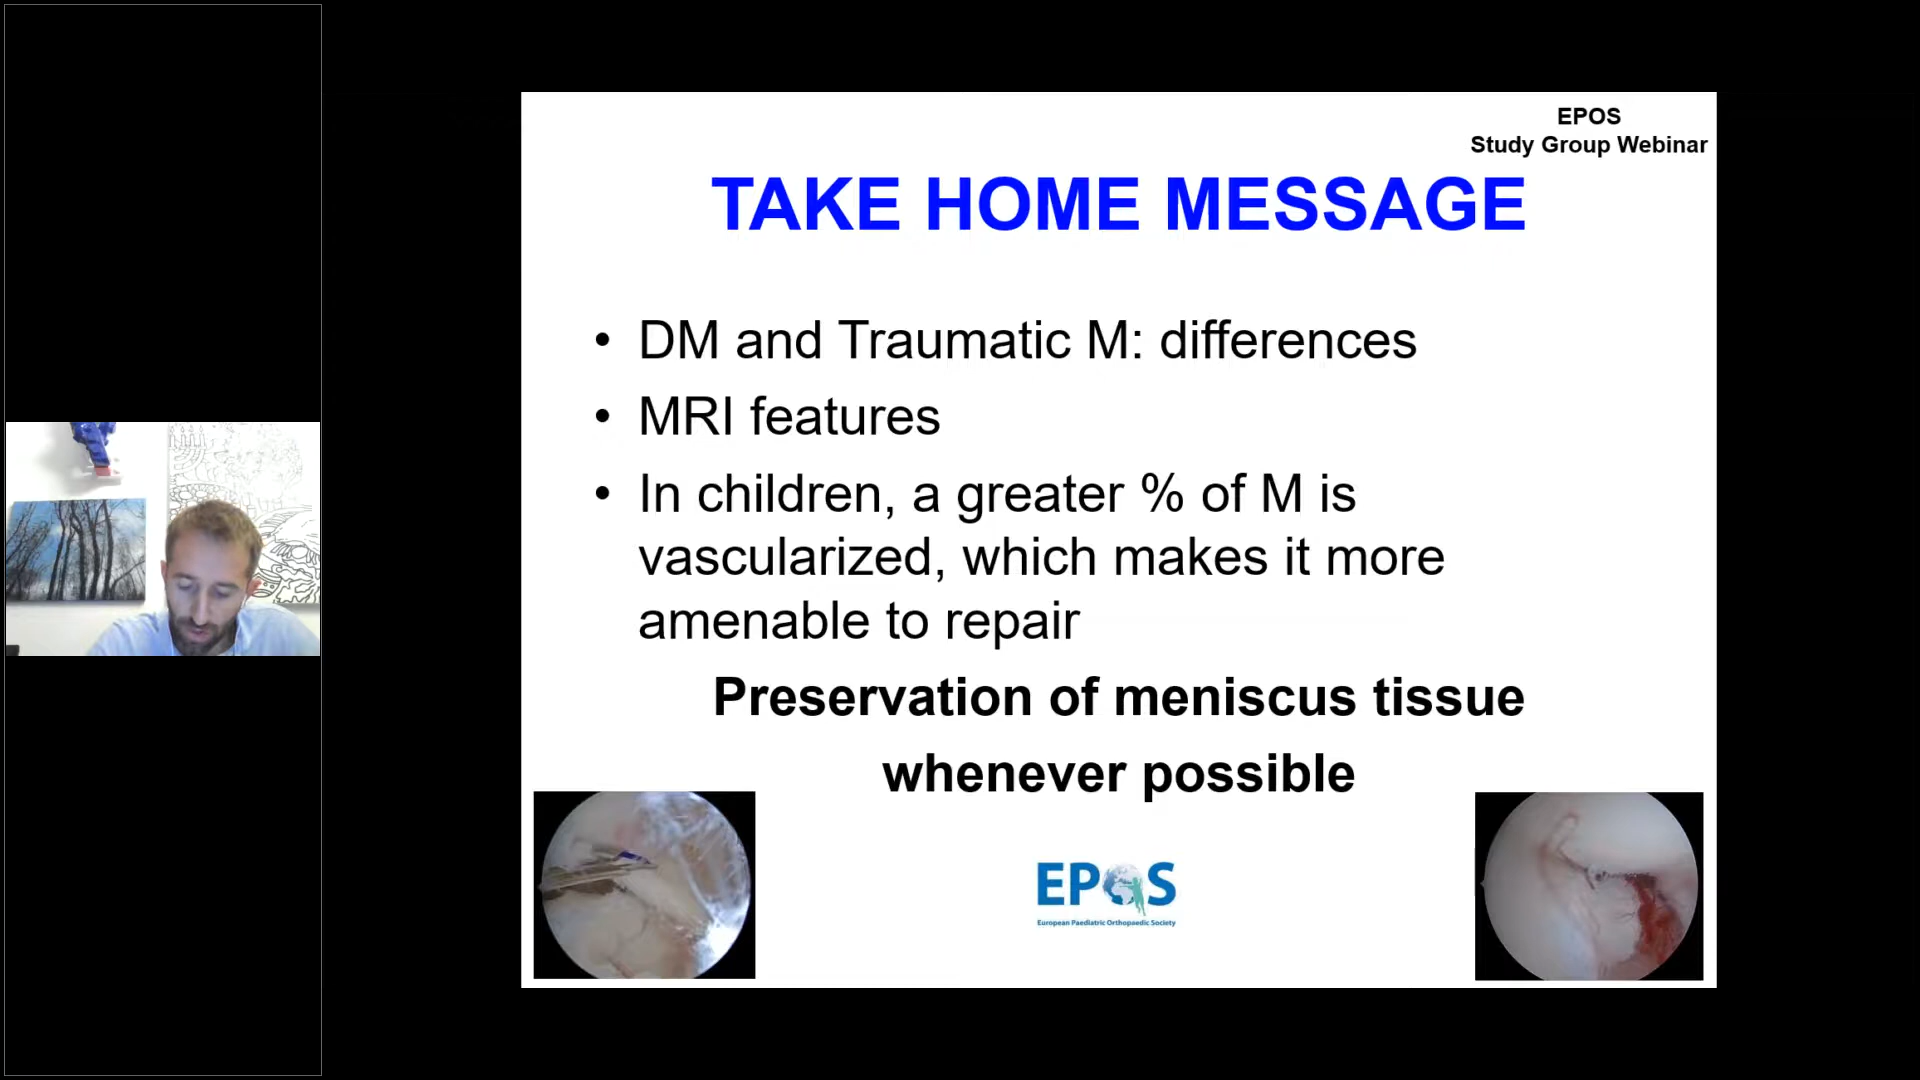 EPOS
Study Group Webinar
TAKE HOME MESSAGE
• DM and Traumatic M: differences
• MRI features
• In children, a greater % of M is
vascularized, which makes it more
amenable to repair
Preservation of meniscus tissue
whenever possible
EPOS
European Paediatric Orthopaedic Society